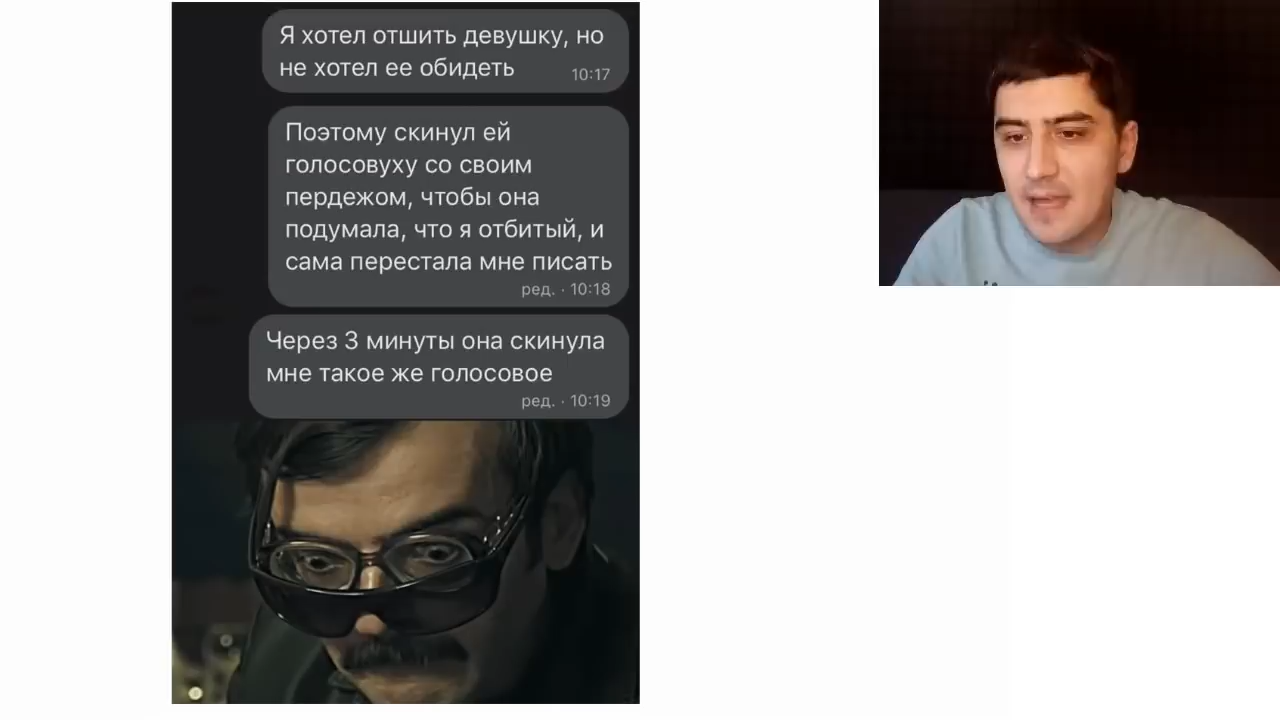 Я хотел отшить девушку, но
не хотел ее обидеть
10:17
Поэтому скинул ей
голосовуху со своим
пердежом, чтобы она
подумала, что я отбитый, и
сама перестала мне писать
ред. · 10:18
Через 3 минуты она скинула
мне такое же голосовое
ред. · 10:19